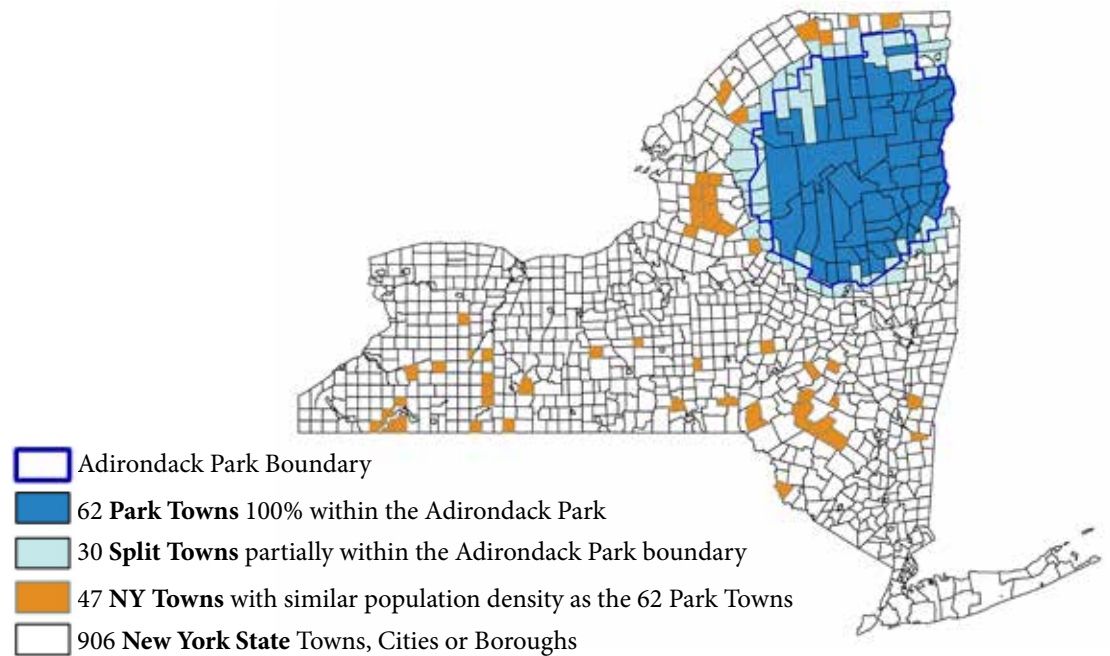 Adirondack Park Boundary
62 Park Towns 100% within the Adirondack Park
30 Split Towns partially within the Adirondack Park boundary
47 NY Towns with similar population density as the 62 Park Towns
906 New York State Towns, Cities or Boroughs